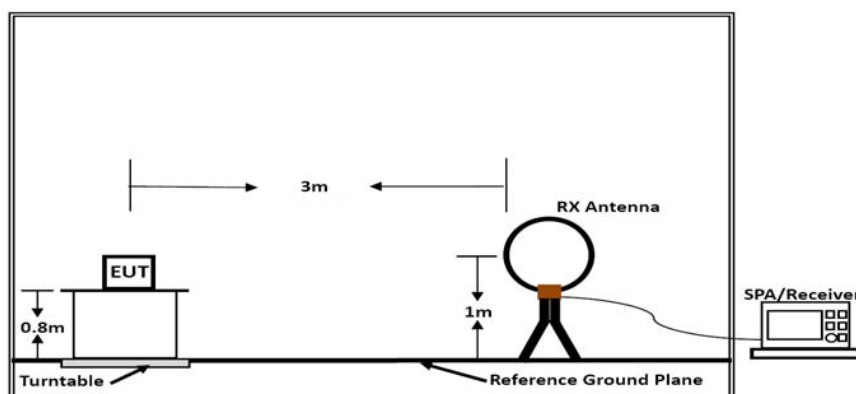 3m
RX Antenna
EUT
SPA/Receiver
0.8m
1m
Turntable
Reference Ground Plane